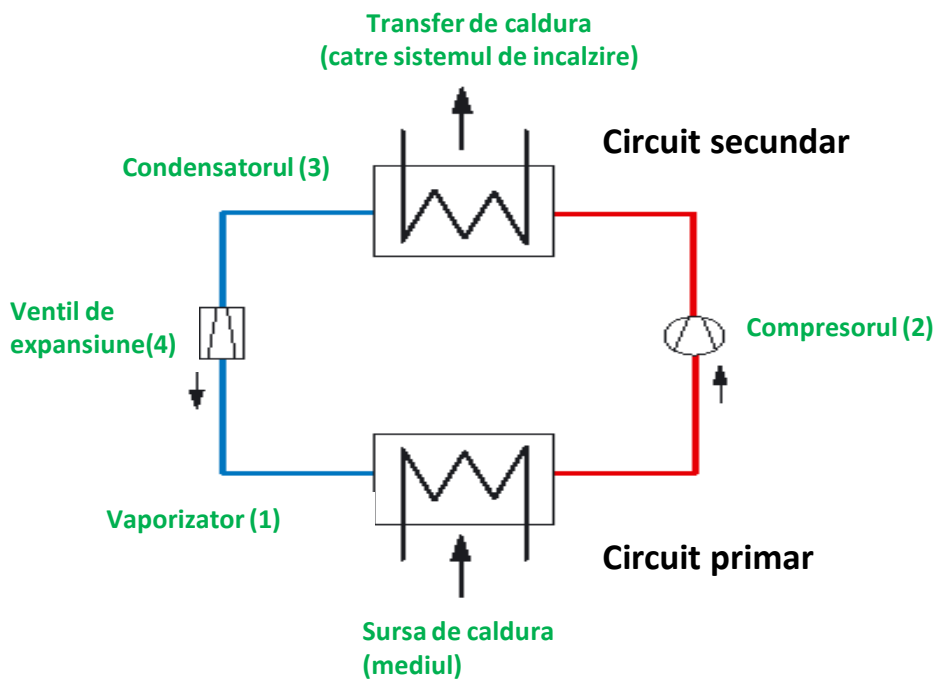 Transfer de caldura
(catre sistemul de incalzire)
Circuit secundar
Condensatorul (3)
Ventil de
expansiune(4)
Compresorul (2)
Vaporizator (1)
Circuit primar
Sursa de caldura
(mediul)